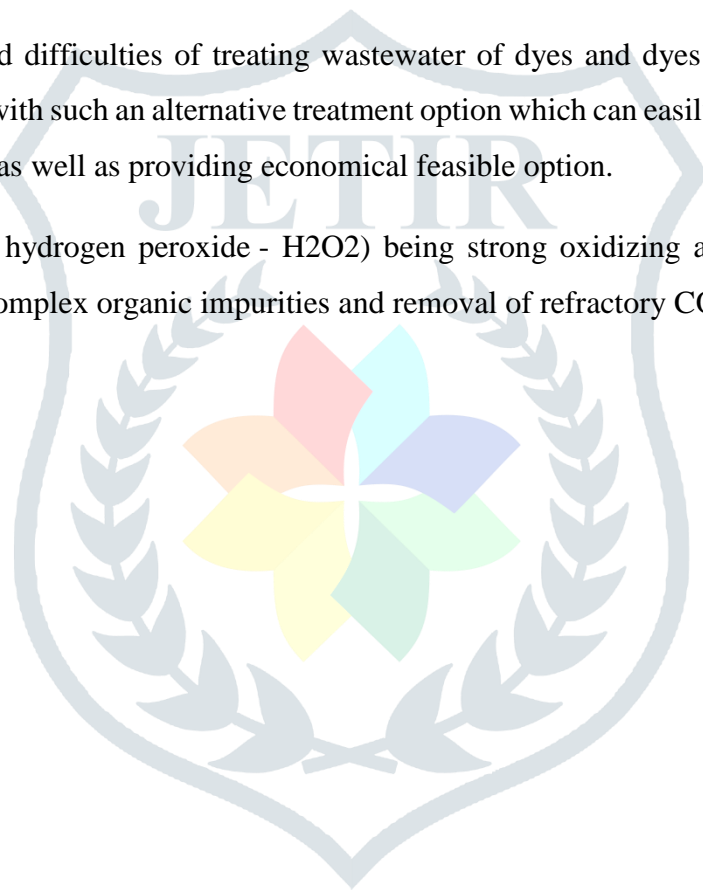 d difficulties of treating wastewater of dyes and dyes
with such an alternative treatment option which can easil
as well as providing economical feasible option.
JETIR
hydrogen peroxide - H2O2) being strong oxidizing a
omplex organic impurities and removal of refractory CO